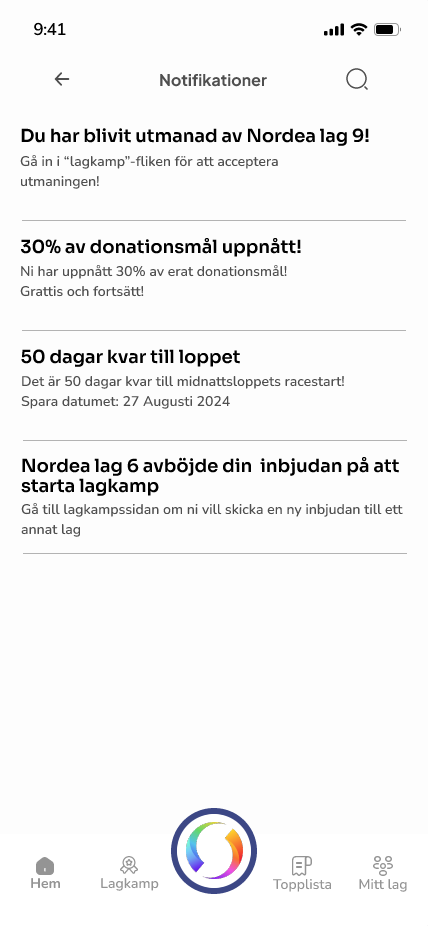 9:41
Notifikationer
Du har blivit utmanad av Nordea lag 9!
Gå in i “lagkamp”-fliken för att acceptera
utmaningen!
30% av donationsmål uppnått!
Ni har uppnått 30% av erat donationsmål!
Grattis och fortsätt!
50 dagar kvar till loppet
Det är 50 dagar kvar till midnattsloppets racestart!
Spara datumet: 27 Augusti 2024
Nordea lag 6 avböjde din  inbjudan på att
starta lagkamp
Gå till lagkampssidan om ni vill skicka en ny inbjudan till ett
annat lag
Hem
Lagkamp
Topplista
Mitt lag